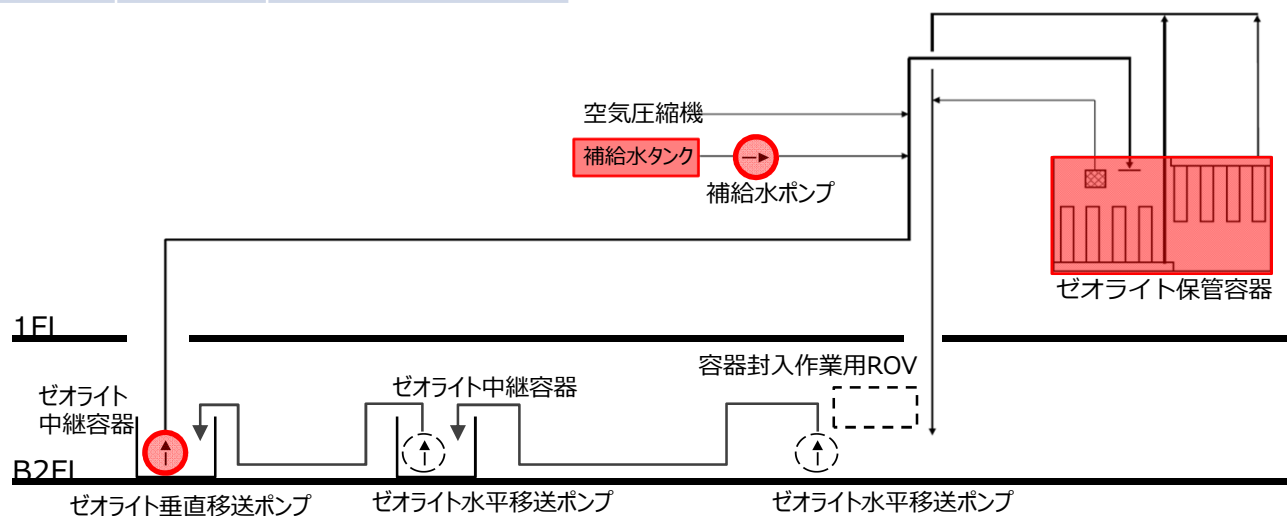 空気圧縮機
補給水タンク
補給水ポンプ
ゼオライト保管容器
1FL
容器封入作業用ROV
ゼオライト中継容器
ゼオライト
中継容器
B2FL
ゼオライト垂直移送ポンプ
ゼオライト水平移送ポンプ
ゼオライト水平移送ポンプ